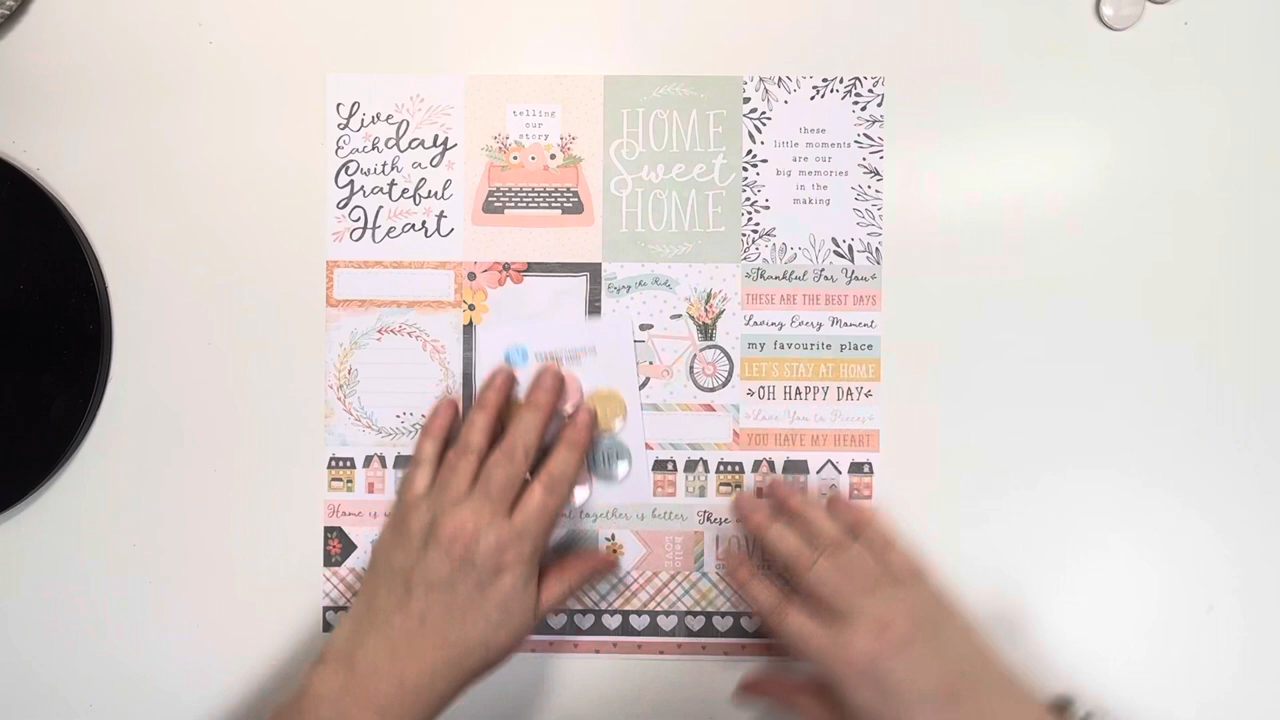 Live
Each day
with a
Grateful
Heart
telling
our
story
HOME
Sweet
HOME
these
little moments
are our
big memories
in the
making
Enjoy the Ride
Thankful For You
THESE ARE THE BEST DAYS
Loving Every Moment
my favourite place
LET'S STAY AT HOME
OH HAPPY DAY
Love You to Pieces
YOU HAVE MY HEART
Home is
together is better
These
hello
LOVE
LOVE